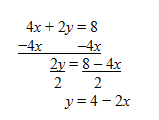 4x + 2y = 8
–4x –4x
2y = 8 – 4x
2 2
y = 4 – 2x